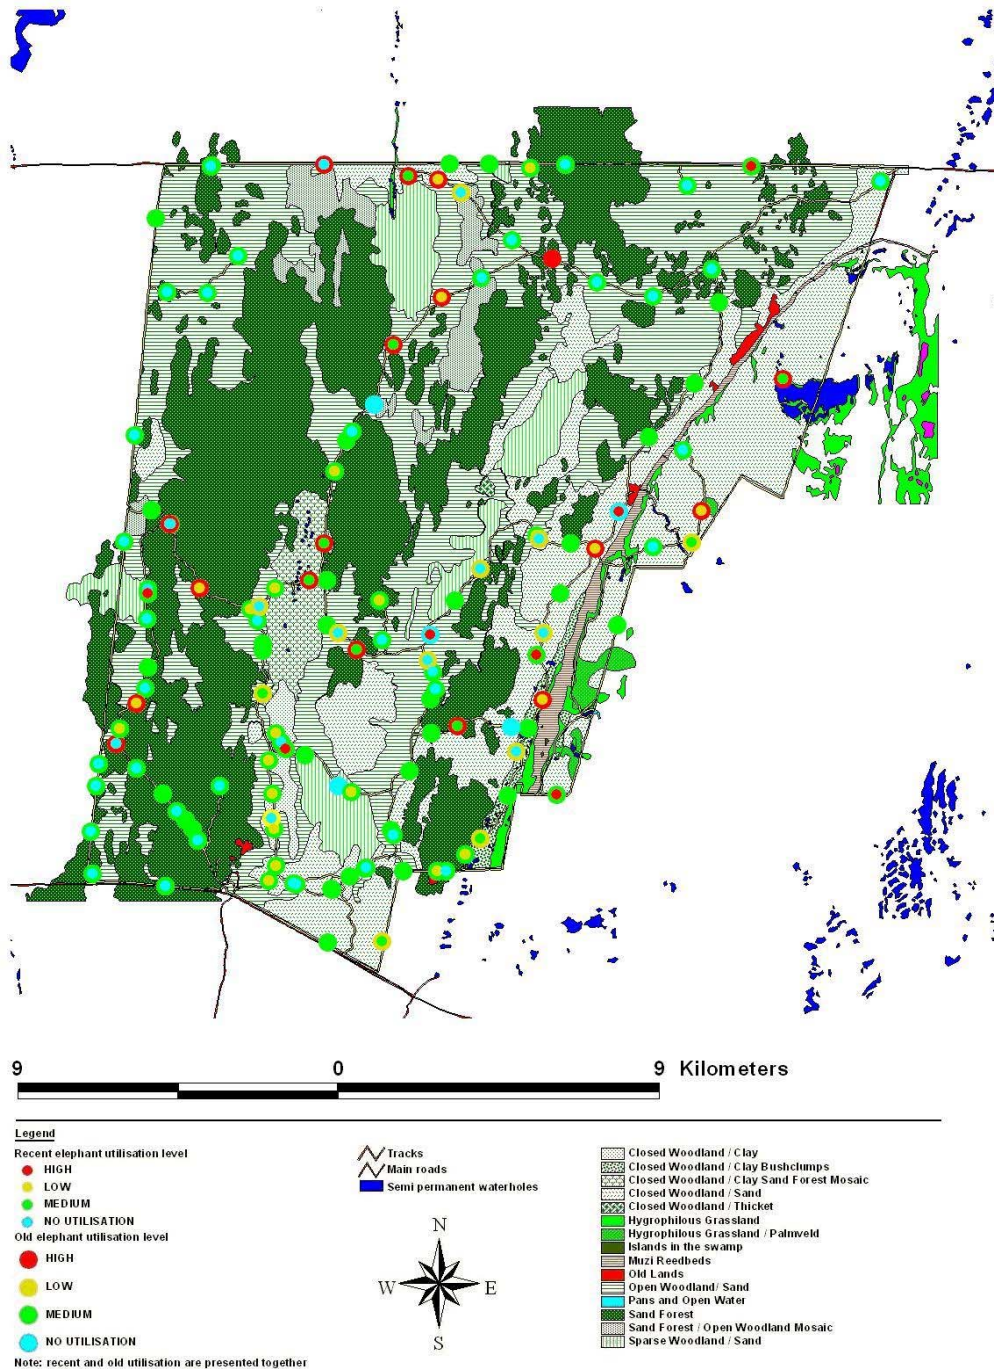 9 0 9 Kilometers
Legend
Recent elephant utilisation level
HIGH
LOW
MEDIUM
NO UTILISATION
Old elephant utilisation level
HIGH
LOW
MEDIUM
NO UTILISATION
Note: recent and old utilisation are presented together
Tracks
Main roads
Semi permanent waterholes
N
W E
S
Closed Woodland / Clay
Closed Woodland / Clay Bushclumps
Closed Woodland / Clay Sand Forest Mosaic
Closed Woodland / Sand
Closed Woodland / Thicket
Hygrophilous Grassland
Hygrophilous Grassland / Palmveld
Islands in the swamp
Muzi Reedbeds
Old Lands
Open Woodland/ Sand
Pans and Open Water
Sand Forest
Sand Forest / Open Woodland Mosaic
Sparse Woodland / Sand